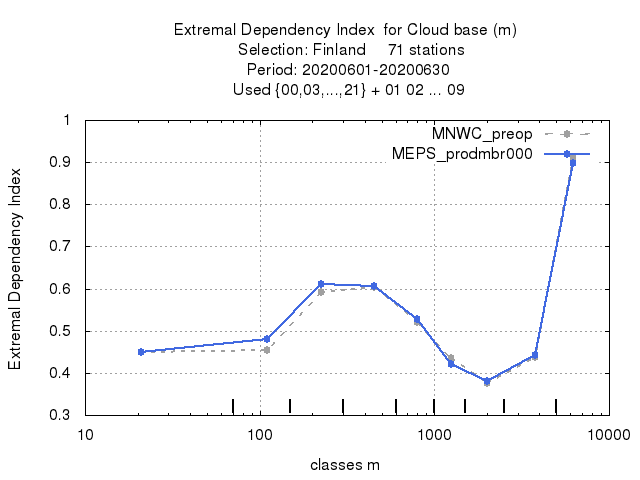 Extremal Dependency Index  for Cloud base (m)
Selection: Finland     71 stations
Period: 20200601-20200630
Used {00,03,...,21} + 01 02 ... 09
MNWC_preop
MEPS_prodmbr000
Extremal Dependency Index
1
0.9
0.8
0.7
0.6
0.5
0.4
0.3
10 100 1000 10000
classes m